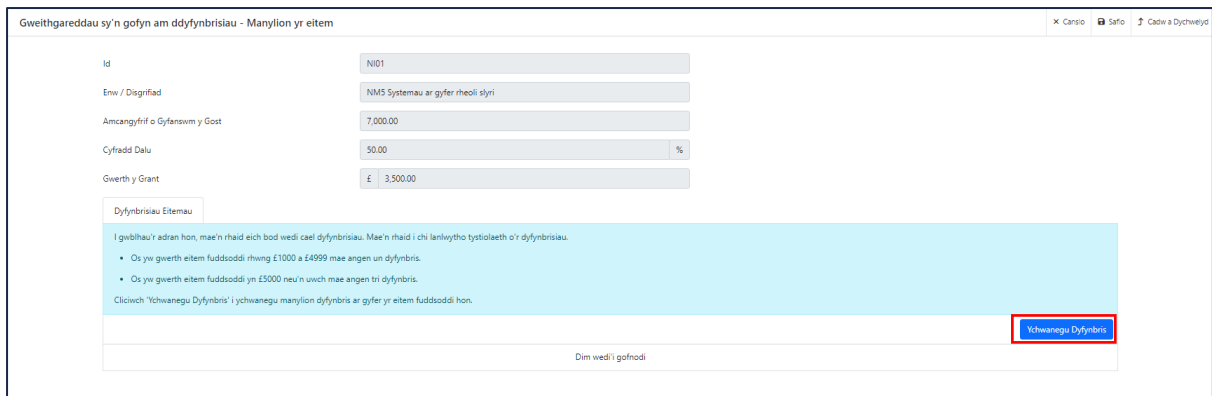 Gweithgareddau sy'n gofyn am ddyfynbrisiau - Manylion yr eitem
× Canslo
Safio
Cadw a Dychwelyd
Id
NI01
Enw / Disgrifiad
NM5 Systemau ar gyfer rheoli slyri
Amcangyfrif o Gyfanswm y Gost
7,000.00
Cyfradd Dalu
50.00 %
Gwerth y Grant
£ 3,500.00
Dyfynbrisiau Eitemau
I gwblhau'r adran hon, mae'n rhaid eich bod wedi cael dyfynbrisiau. Mae'n rhaid i chi lanlwytho tystiolaeth o'r dyfynbrisiau.
• Os yw gwerth eitem fuddsoddi rhwng £1000 a £4999 mae angen un dyfynbris.
• Os yw gwerth eitem fuddsoddi yn £5000 neu'n uwch mae angen tri dyfynbris.
Cliciwch 'Ychwanegu Dyfynbris' i ychwanegu manylion dyfynbris ar gyfer yr eitem fuddsoddi hon.
Ychwanegu Dyfynbris
Dim wedi'i gofnodi